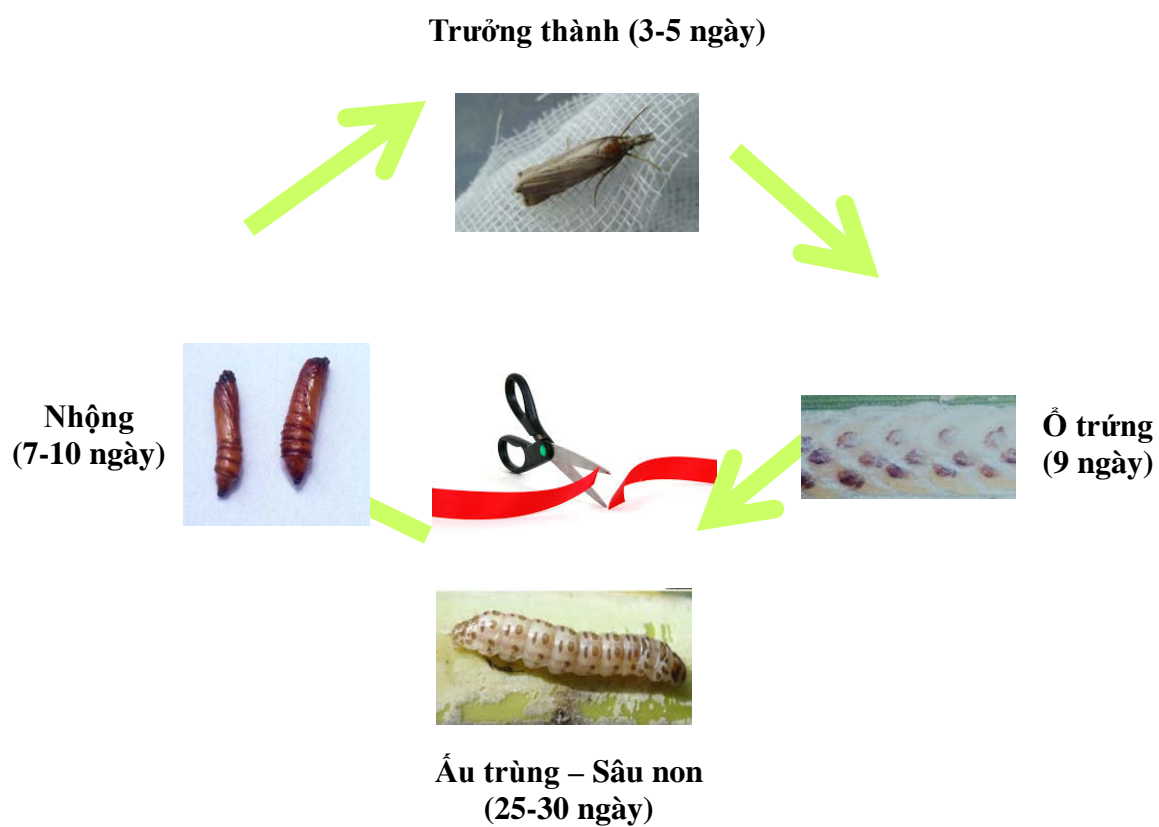 Trưởng thành (3-5 ngày)
Nhộng
(7-10 ngày)
Ổ trứng
(9 ngày)
Ấu trùng – Sâu non
(25-30 ngày)